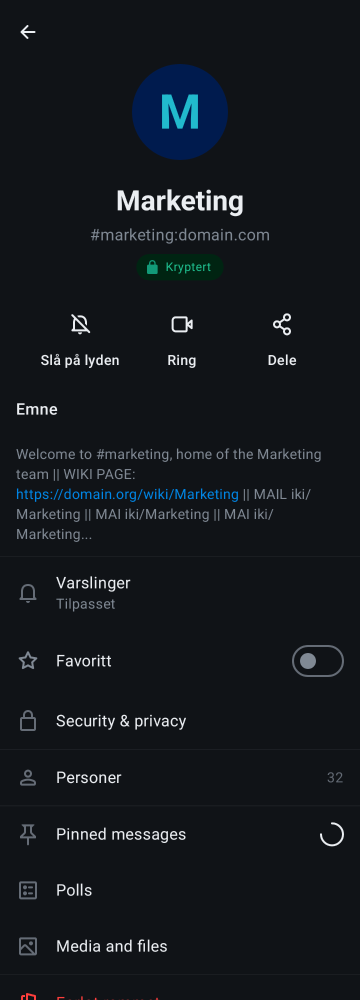 M
Marketing
#marketing:domain.com
Kryptert
Slå på lyden
Ring
Dele
Emne
Welcome to #marketing, home of the Marketing
team || WIKI PAGE:
https://domain.org/wiki/Marketing || MAIL iki/
Marketing || MAI iki/Marketing || MAI iki/
Marketing...
Varslinger
Tilpasset
Favoritt
Security & privacy
Personer 32
Pinned messages
Polls
Media and files